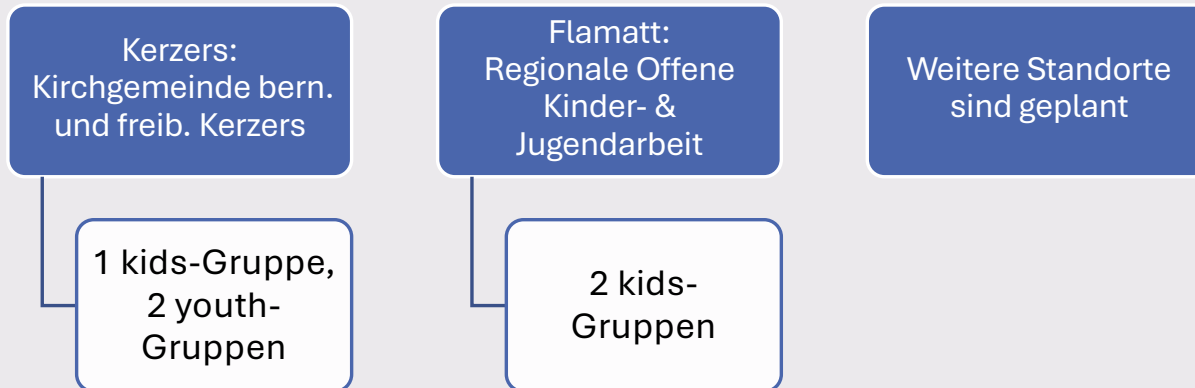 Kerzers:
Kirchgemeinde bern.
und freib. Kerzers
1 kids-Gruppe,
2 youth-
Gruppen
Flamatt:
Regionale Offene
Kinder- &
Jugendarbeit
2 kids-
Gruppen
Weitere Standorte
sind geplant